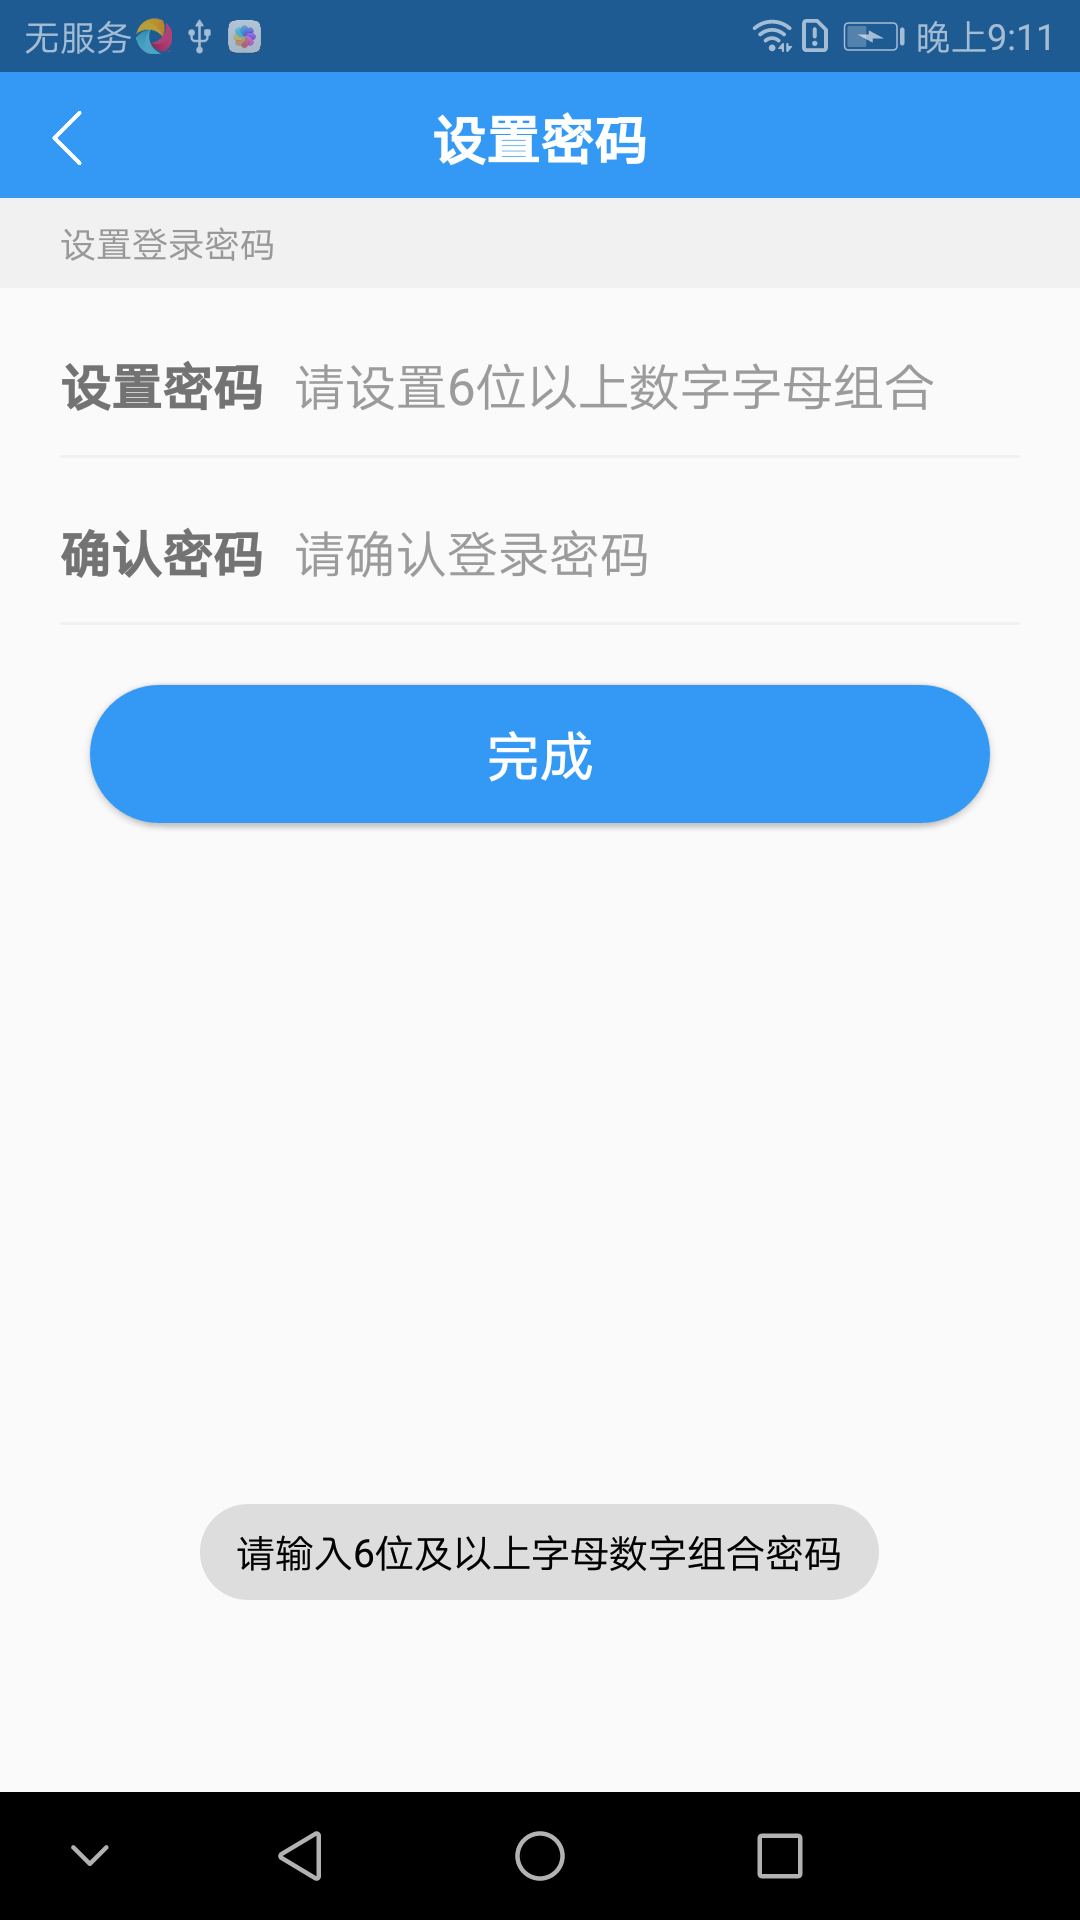 无服务 晚上9:11
设置密码
设置登录密码
设置密码 请设置6位以上数字字母组合
确认密码 请确认登录密码
完成
请输入6位及以上字母数字组合密码